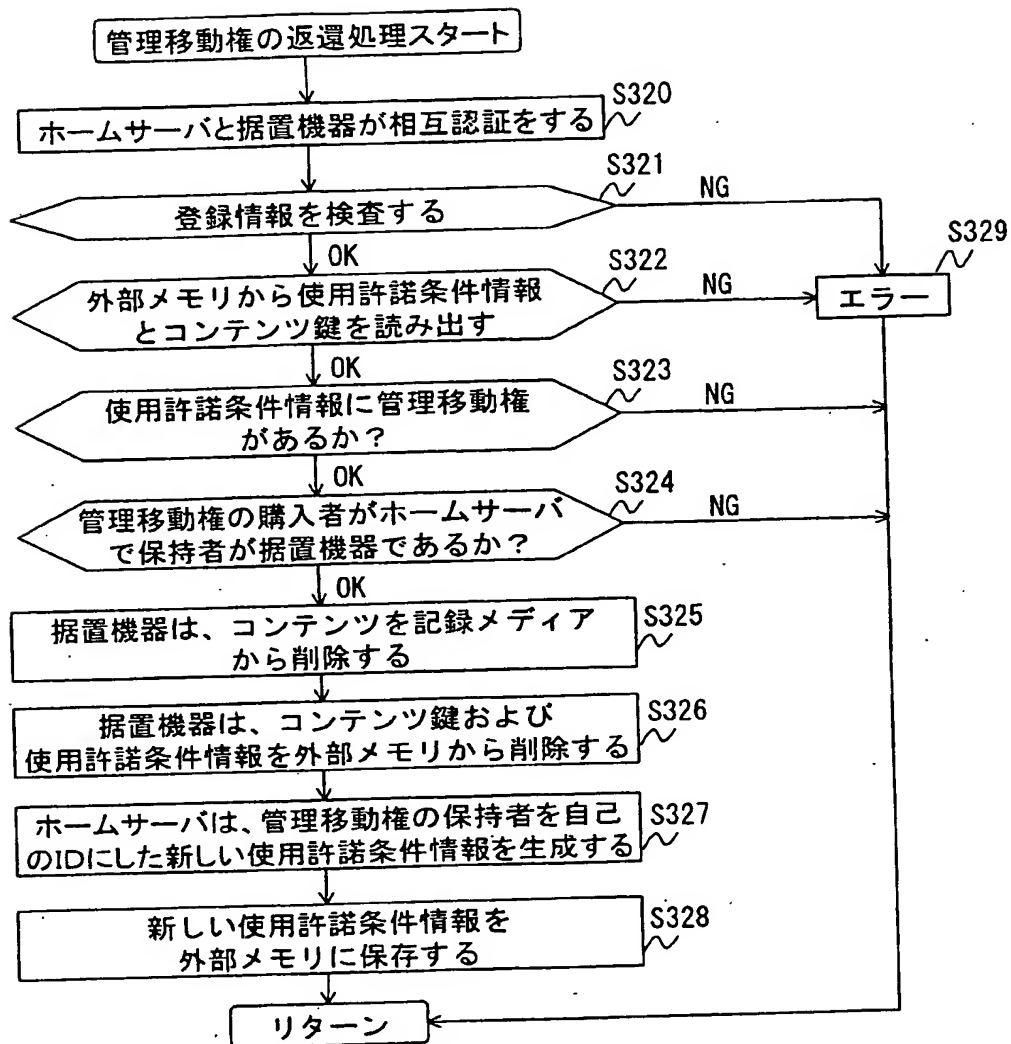 管理移動権の返還処理スタート
S320
ホームサーバと据置機器が相互認証をする
S321
NG
登録情報を検査する
OK
S322
NG
S329
外部メモリから使用許諾条件情報
とコンテンツ鍵を読み出す
エラー
OK
S323
NG
使用許諾条件情報に管理移動権
があるか?
OK
S324
NG
管理移動権の購入者がホームサーバ
で保持者が据置機器であるか?
OK
S325
据置機器は、コンテンツを記録メディア
から削除する
S326
据置機器は、コンテンツ鍵および
使用許諾条件情報を外部メモリから削除する
S327
ホームサーバは、管理移動権の保持者を自己
のIDにした新しい使用許諾条件情報を生成する
S328
新しい使用許諾条件情報を
外部メモリに保存する
リターン